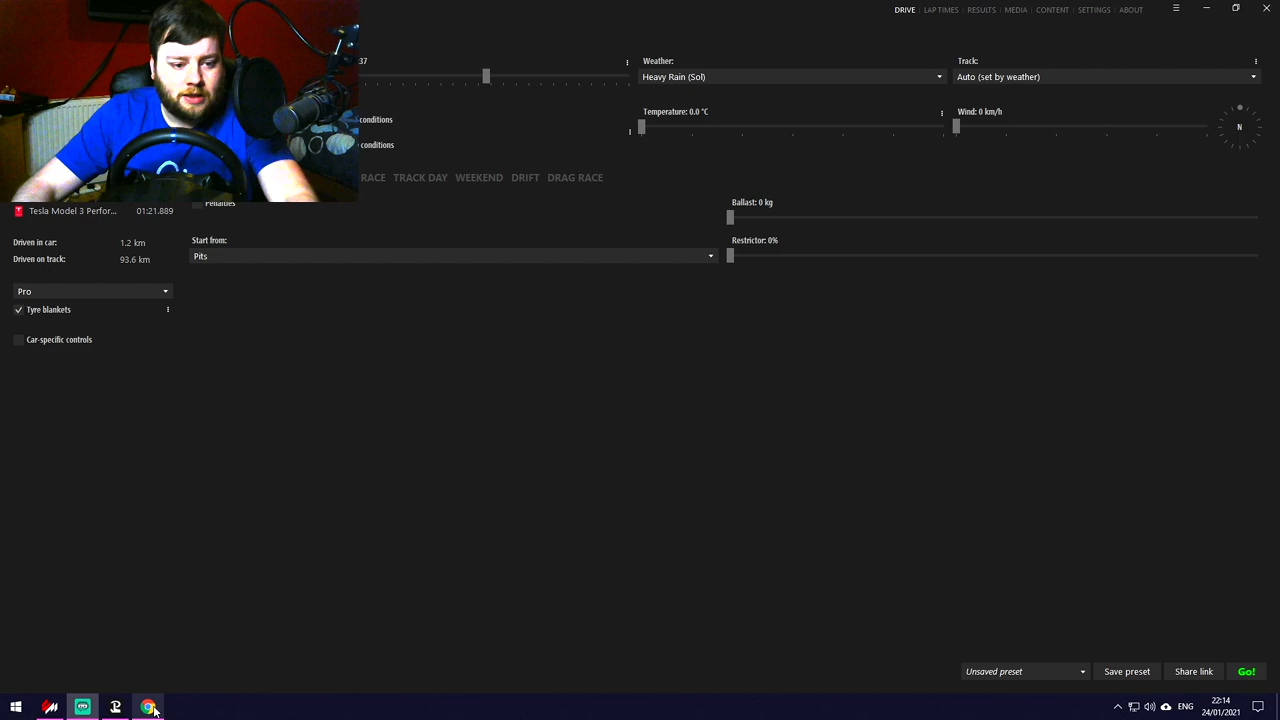 DRIVE | LAP TIMES | RESULTS | MEDIA | CONTENT | SETTINGS | ABOUT
37
Weather:
Track:
Heavy Rain (Sol)
Auto (set by weather)
Temperature: 0.0 °C
Wind: 0 km/h
conditions
N
conditions
RACE TRACK DAY WEEKEND DRIFT DRAG RACE
Penalties
Ballast: 0 kg
Tesla Model 3 Perfor... 01:21.889
Start from:
Restrictor: 0%
Driven in car: 1.2 km
Pits
Driven on track: 93.6 km
Pro
Tyre blankets
Car-specific controls
Unsaved preset
Save preset
Share link
Go!
ENG
22:14
24/01/2021